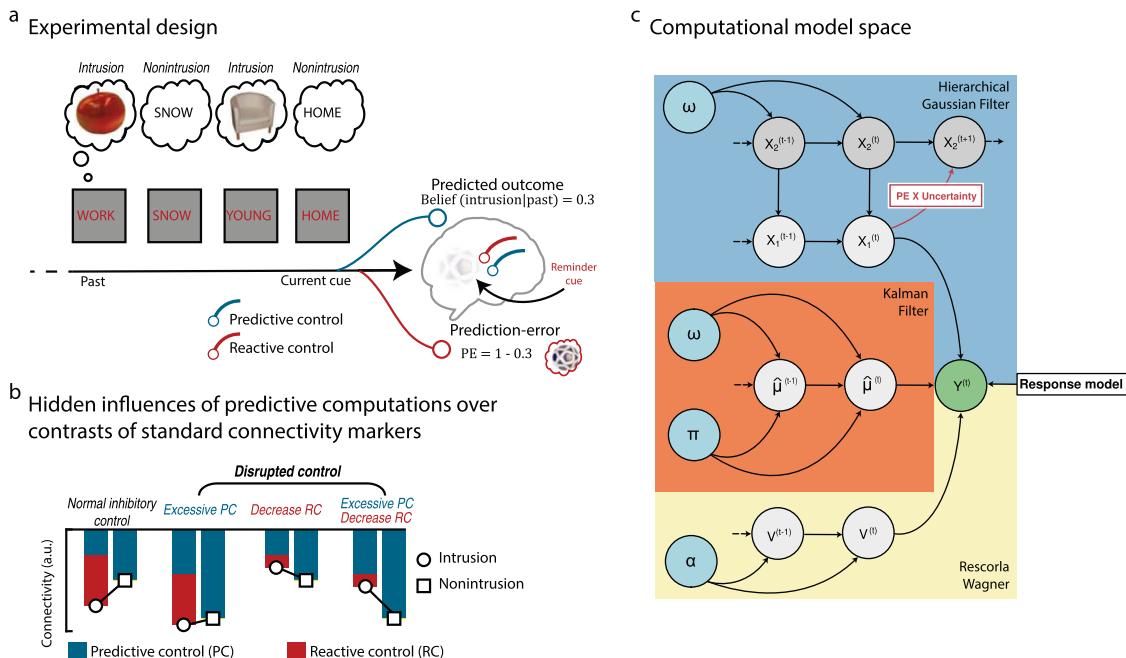 a
Experimental design
Intrusion Nonintrusion Intrusion Nonintrusion
SNOW HOME
WORK SNOW YOUNG HOME
Past
Current cue
Predicted outcome
Belief (intrusion|past) = 0.3
Reminder
cue
Prediction-error
PE = 1 - 0.3
Predictive control
Reactive control
b
Hidden influences of predictive computations over
contrasts of standard connectivity markers
Disrupted control
Normal inhibitory
control
Excessive PC
Decrease RC
Excessive PC
Decrease RC
Connectivity (a.u.)
Intrusion
Nonintrusion
Predictive control (PC)
Reactive control (RC)
c
Computational model space
Hierarchical
Gaussian Filter
ω
X₂⁽ᵗ⁻¹⁾ X₂⁽ᵗ⁾ X₂⁽ᵗ⁺¹⁾
PE X Uncertainty
X₁⁽ᵗ⁻¹⁾ X₁⁽ᵗ⁾
Kalman
Filter
ω
μ̂⁽ᵗ⁻¹⁾ μ̂⁽ᵗ⁾
π
Y⁽ᵗ⁾
Response model
V⁽ᵗ⁻¹⁾ V⁽ᵗ⁾
α
Rescorla
Wagner